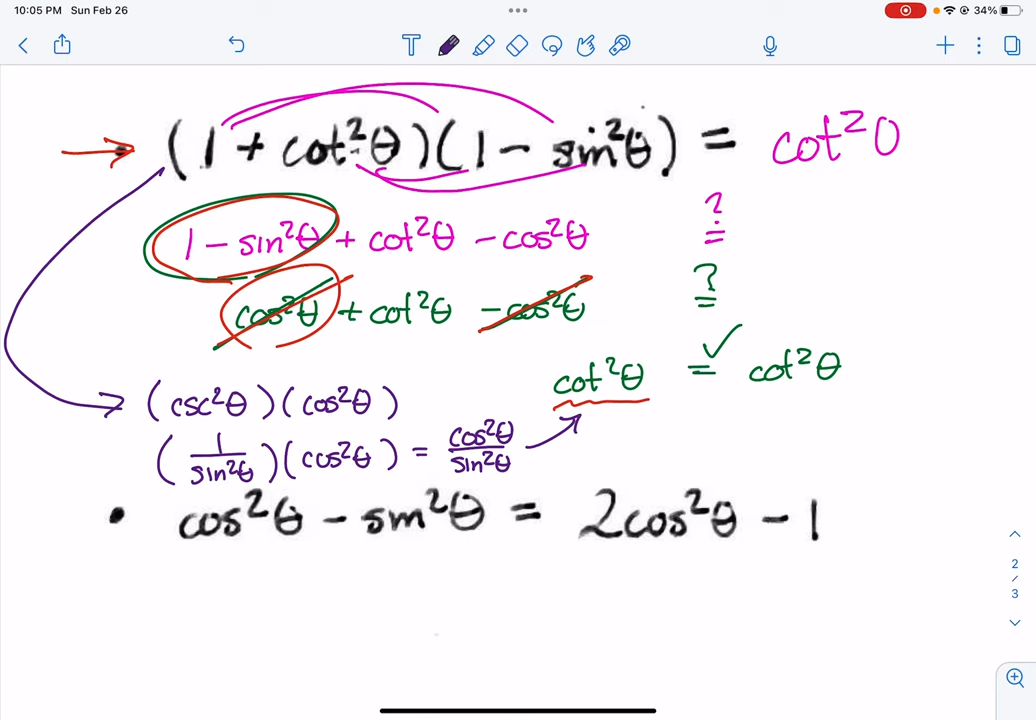 10:05 PM Sun Feb 26 34%
(1 + cot²θ)(1 - sin²θ) = cot²θ
1 - sin²θ + cot²θ - cos²θ ?=
cos²θ + cot²θ - cos²θ ?=
cot²θ = ✓ cot²θ
(csc²θ)(cos²θ)
(1/sin²θ)(cos²θ) = cos²θ/sin²θ
• cos²θ - sin²θ = 2cos²θ - 1
2
/
3